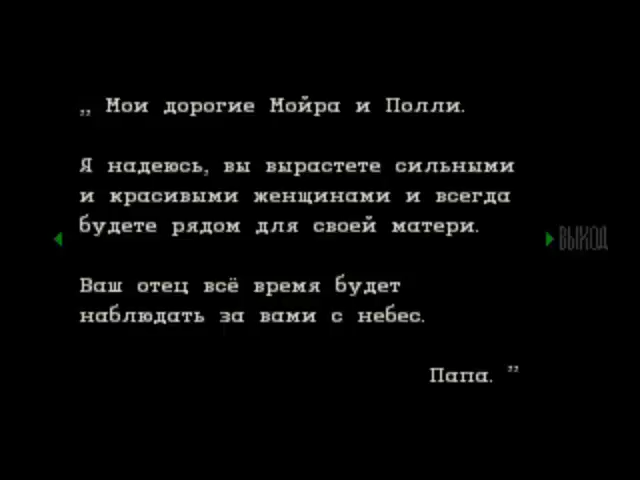 „ Мои дорогие Мойра и Полли.
Я надеюсь, вы вырастете сильными
и красивыми женщинами и всегда
будете рядом для своей матери.
ВЫХОД
Ваш отец всё время будет
наблюдать за вами с небес.
Папа. ”